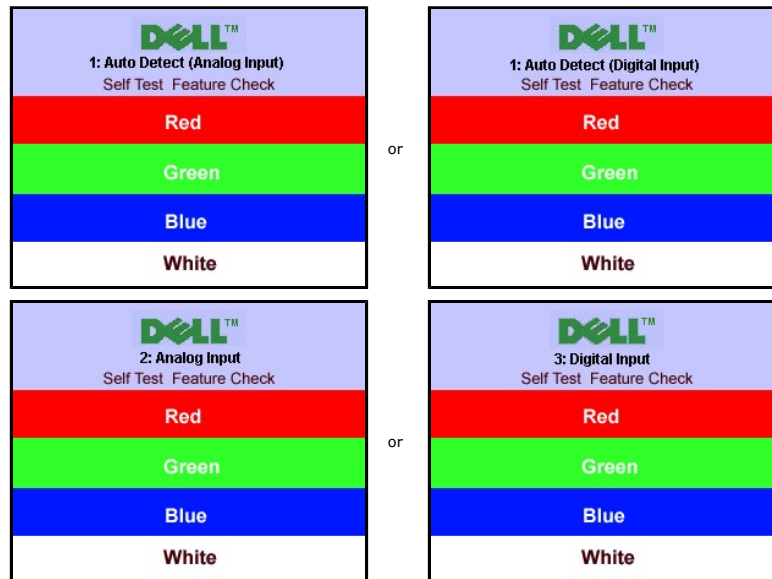 DELL™
1: Auto Detect (Analog Input)
Self Test Feature Check
Red
Green
Blue
White
or
DELL™
1: Auto Detect (Digital Input)
Self Test Feature Check
Red
Green
Blue
White
DELL™
2: Analog Input
Self Test Feature Check
Red
Green
Blue
White
or
DELL™
3: Digital Input
Self Test Feature Check
Red
Green
Blue
White